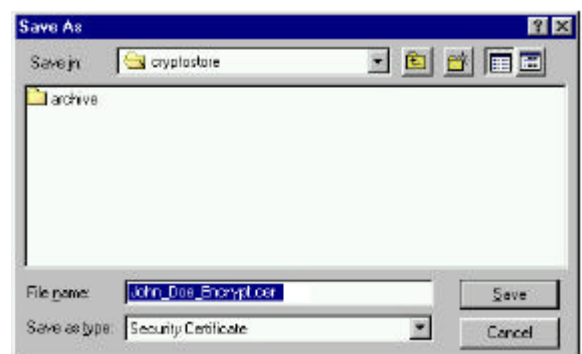 Save As
Save in: cryptostore
archive
File name: John_Doe_Encrypt.cer
Save
Save as type: Security Certificate
Cancel